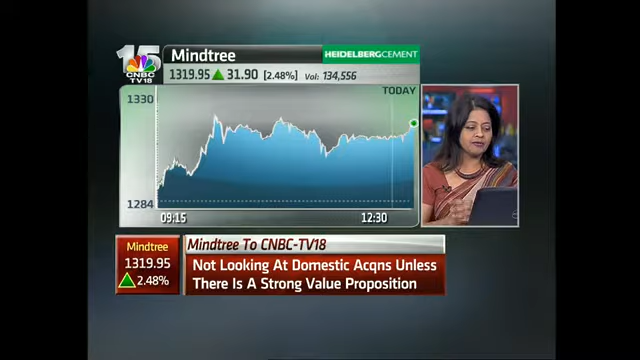 15
CNBC
TV18
Mindtree
HEIDELBERGCEMENT
1319.95 ▲ 31.90 [2.48%] Vol: 134,556
TODAY
1330
1284
09:15
12:30
Mindtree
1319.95
▲ 2.48%
Mindtree To CNBC-TV18
Not Looking At Domestic Acqns Unless
There Is A Strong Value Proposition